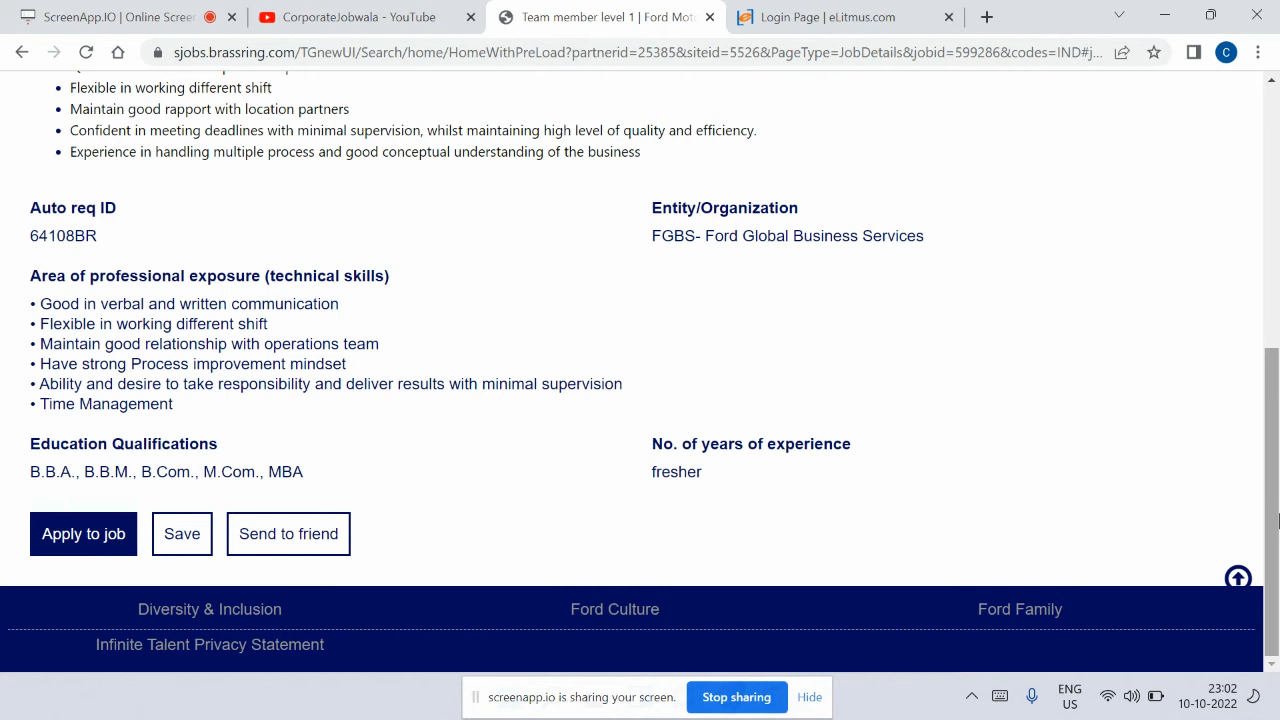 ScreenApp.IO | Online Screen
CorporateJobwala - YouTube
Team member level 1 | Ford Mot
Login Page | eLitmus.com
sjobs.brassring.com/TGnewUI/Search/home/HomeWithPreLoad?partnerid=25385&siteid=5526&PageType=JobDetails&jobid=599286&codes=IND#j...
C
• Flexible in working different shift
• Maintain good rapport with location partners
• Confident in meeting deadlines with minimal supervision, whilst maintaining high level of quality and efficiency.
• Experience in handling multiple process and good conceptual understanding of the business
Auto req ID
64108BR
Entity/Organization
FGBS- Ford Global Business Services
Area of professional exposure (technical skills)
• Good in verbal and written communication
• Flexible in working different shift
• Maintain good relationship with operations team
• Have strong Process improvement mindset
• Ability and desire to take responsibility and deliver results with minimal supervision
• Time Management
Education Qualifications
B.B.A., B.B.M., B.Com., M.Com., MBA
No. of years of experience
fresher
Apply to job
Save
Send to friend
Diversity & Inclusion
Ford Culture
Ford Family
Infinite Talent Privacy Statement
screenapp.io is sharing your screen.
Stop sharing
Hide
ENG
US
23:02
10-10-2022